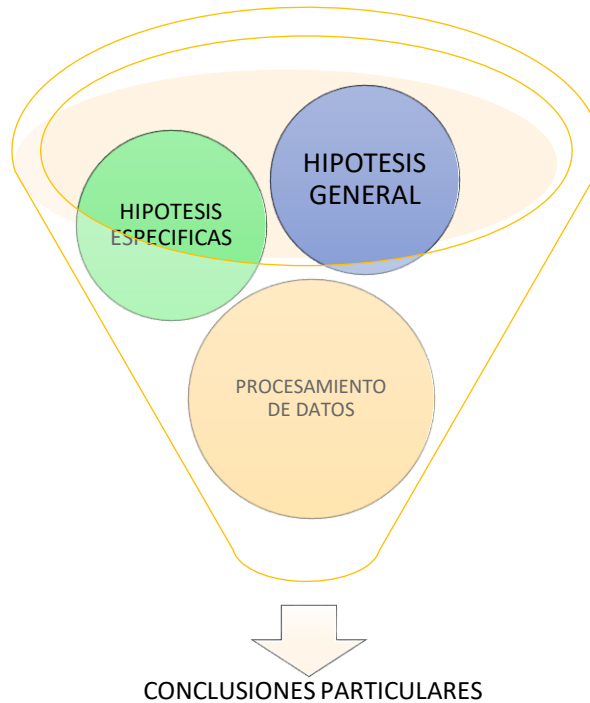 HIPOTESIS
GENERAL
HIPOTESIS
ESPECIFICAS
PROCESAMIENTO
DE DATOS
CONCLUSIONES PARTICULARES